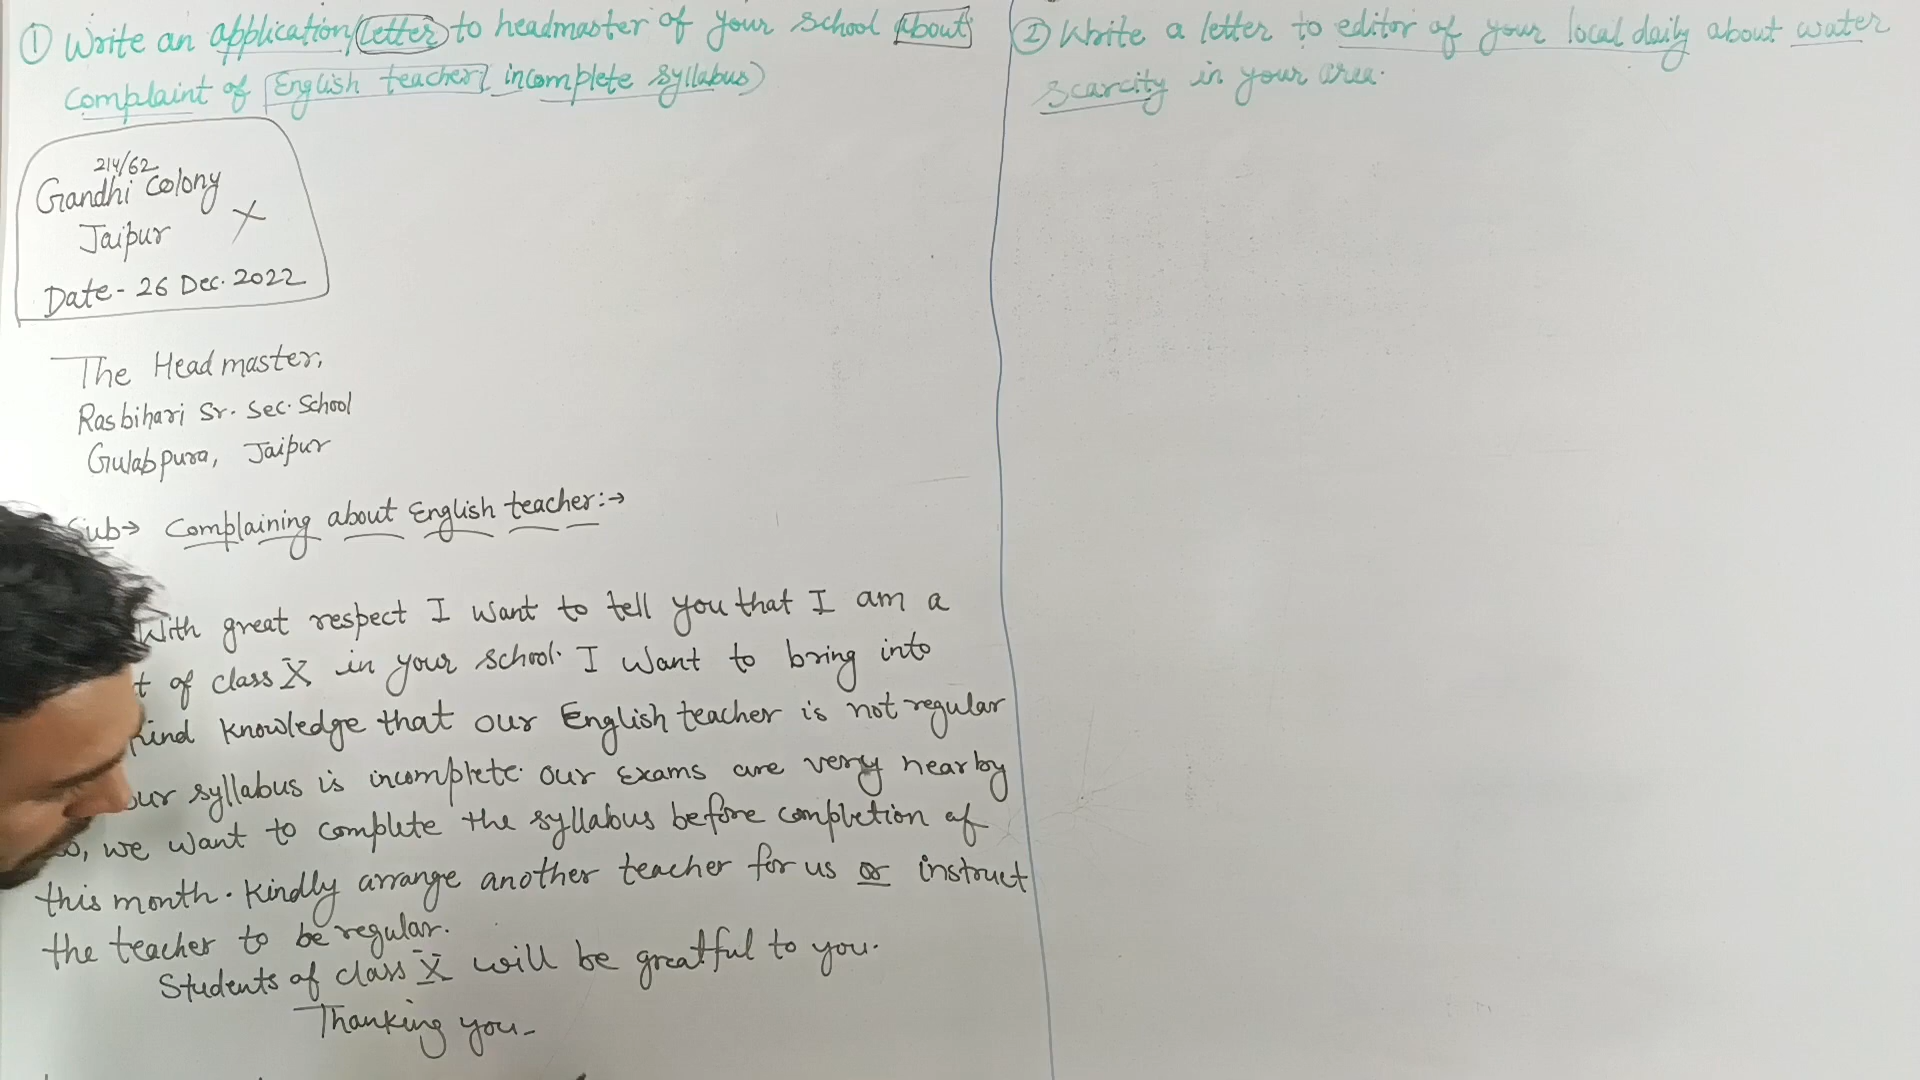 ① Write an application/letter to headmaster of your school about
Complaint of English teacher (incomplete syllabus)
214/62
Gandhi Colony
Jaipur
Date - 26 Dec. 2022
The Head master,
Rasbihari Sr. Sec. School
Gulabpura, Jaipur
Sub→ Complaining about English teacher:→
With great respect I want to tell you that I am a
t of class X in your school. I want to bring into
kind knowledge that our English teacher is not regular
our syllabus is incomplete. our exams are very nearby
so, we want to complete the syllabus before completion of
this month. Kindly arrange another teacher for us or instruct
the teacher to be regular.
Students of class X will be greatful to you.
Thanking you-
② Write a letter to editor of your local daily about water
scarcity in your area.